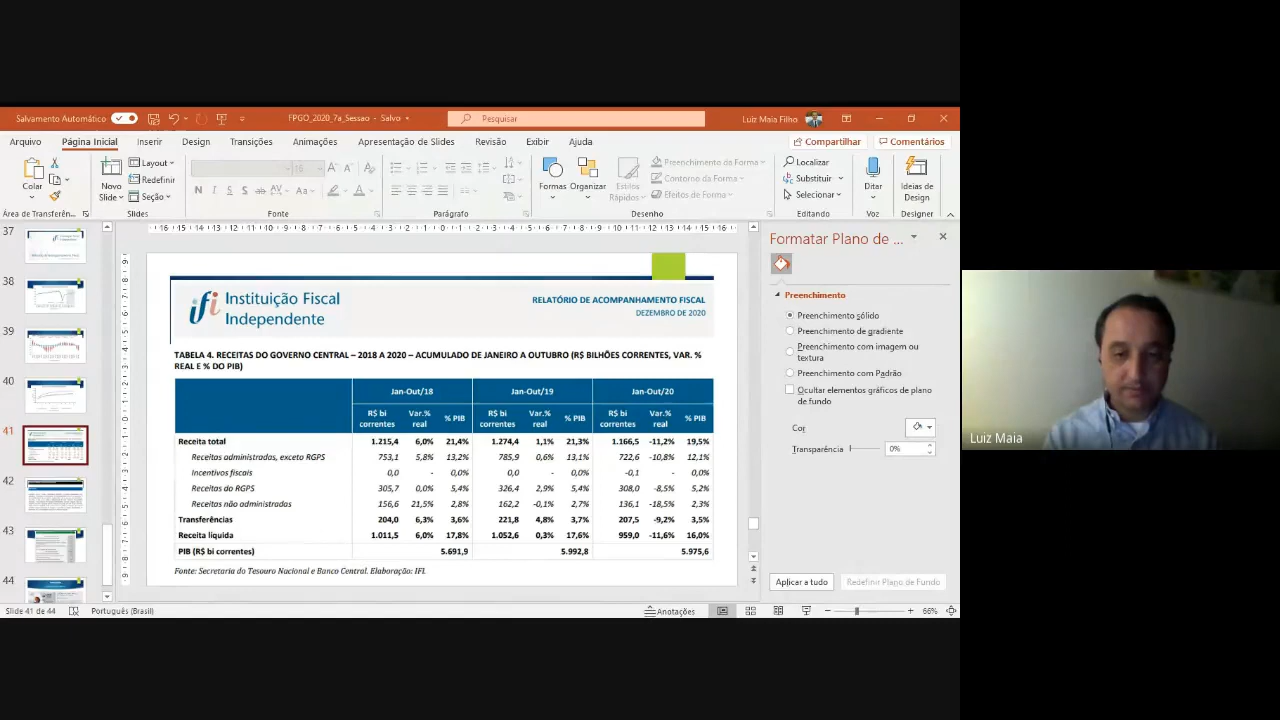 Salvamento Automático
FPGO_2020_7a_Sessao - Salvo
Pesquisar
Luiz Maia Filho
Arquivo Página Inicial Inserir Design Transições Animações Apresentação de Slides Revisão Exibir Ajuda Compartilhar Comentários
Colar
Novo
Slide
Layout
Redefinir
Seção
16
N I S S ab AV Aa A
Formas
Organizar
Estilos
Rápidos
Preenchimento da Forma
Contorno da Forma
Efeitos de Forma
Localizar
Substituir
Selecionar
Ditar
Ideias de
Design
Área de Transferên... Slides Fonte Parágrafo Desenho Editando Voz Designer
37
38
39
40
41
42
43
44
ifi Instituição Fiscal
Independente
RELATÓRIO DE ACOMPANHAMENTO FISCAL
DEZEMBRO DE 2020
TABELA 4. RECEITAS DO GOVERNO CENTRAL – 2018 A 2020 – ACUMULADO DE JANEIRO A OUTUBRO (R$ BILHÕES CORRENTES, VAR. %
REAL E % DO PIB)
Jan-Out/18 Jan-Out/19 Jan-Out/20
R$ bi Var.% R$ bi Var.% R$ bi Var.%
correntes real % PIB correntes real % PIB correntes real % PIB
Receita total 1.215,4 6,0% 21,4% 1.274,4 1,1% 21,3% 1.166,5 -11,2% 19,5%
Receitas administradas, exceto RGPS 753,1 5,8% 13,2% 785,9 0,6% 13,1% 722,6 -10,8% 12,1%
Incentivos fiscais 0,0 - 0,0% 0,0 - 0,0% -0,1 - 0,0%
Receitas do RGPS 305,7 0,0% 5,4% 326,4 2,9% 5,4% 308,0 -8,5% 5,2%
Receitas não administradas 156,6 21,5% 2,8% 162,2 -0,1% 2,7% 136,1 -18,5% 2,3%
Transferências 204,0 6,3% 3,6% 221,8 4,8% 3,7% 207,5 -9,2% 3,5%
Receita líquida 1.011,5 6,0% 17,8% 1.052,6 0,3% 17,6% 959,0 -11,6% 16,0%
PIB (R$ bi correntes) 5.691,9 5.992,8 5.975,6
Fonte: Secretaria do Tesouro Nacional e Banco Central. Elaboração: IFI.
Formatar Plano de ...
Preenchimento
Preenchimento sólido
Preenchimento de gradiente
Preenchimento com imagem ou
textura
Preenchimento com Padrão
Ocultar elementos gráficos de plano
de fundo
Cor
Transparência 0%
Aplicar a tudo
Redefinir Plano de Fundo
Slide 41 de 44 Português (Brasil)
Anotações
66%
Luiz Maia